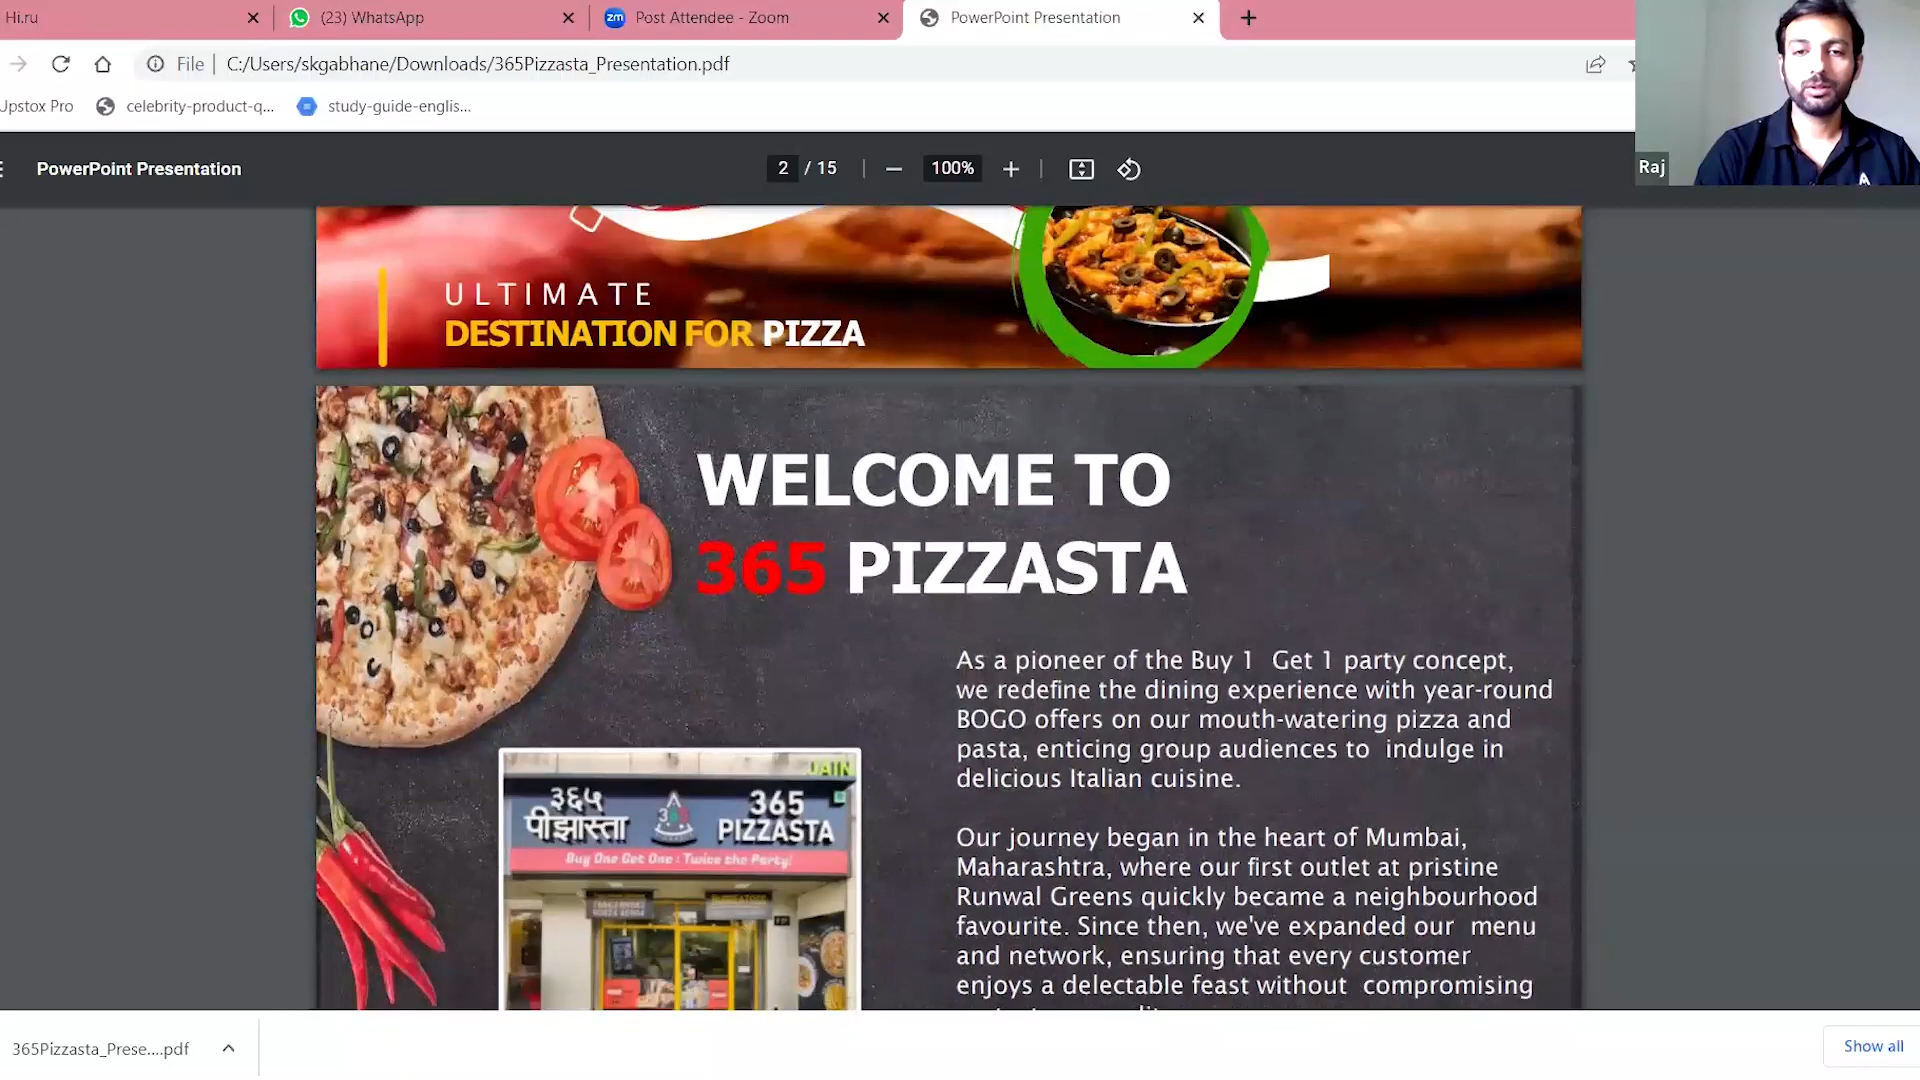 Hi.ru
(23) WhatsApp
zm
Post Attendee - Zoom
PowerPoint Presentation
File
C:/Users/skgabhane/Downloads/365Pizzasta_Presentation.pdf
Upstox Pro
celebrity-product-q...
study-guide-englis...
PowerPoint Presentation
2 / 15
100%
Raj
ULTIMATE
DESTINATION FOR PIZZA
WELCOME TO
365 PIZZASTA
As a pioneer of the Buy 1 Get 1 party concept,
we redefine the dining experience with year-round
BOGO offers on our mouth-watering pizza and
pasta, enticing group audiences to indulge in
delicious Italian cuisine.
Our journey began in the heart of Mumbai,
Maharashtra, where our first outlet at pristine
Runwal Greens quickly became a neighbourhood
favourite. Since then, we've expanded our menu
and network, ensuring that every customer
enjoys a delectable feast without compromising
JAIN
३६५
पीझास्ता
365
365
PIZZASTA
Buy One Get One : Twice the Party!
365Pizzasta_Prese....pdf
Show all